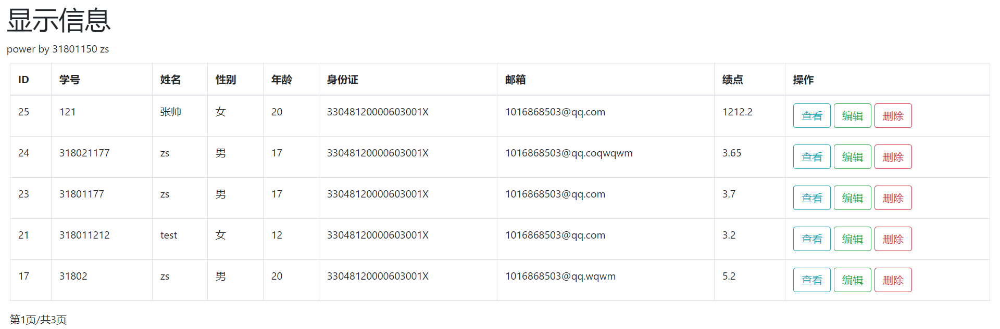 显示信息
power by 31801150 zs
ID 学号 姓名 性别 年龄 身份证 邮箱 绩点 操作
25 121 张帅 女 20 33048120000603001X 1016868503@qq.com 1212.2 查看 编辑 删除
24 318021177 zs 男 17 33048120000603001X 1016868503@qq.coqwqwm 3.65 查看 编辑 删除
23 31801177 zs 男 17 33048120000603001X 1016868503@qq.com 3.7 查看 编辑 删除
21 318011212 test 女 12 33048120000603001X 1016868503@qq.com 3.2 查看 编辑 删除
17 31802 zs 男 20 33048120000603001X 1016868503@qq.wqwm 5.2 查看 编辑 删除
第1页/共3页